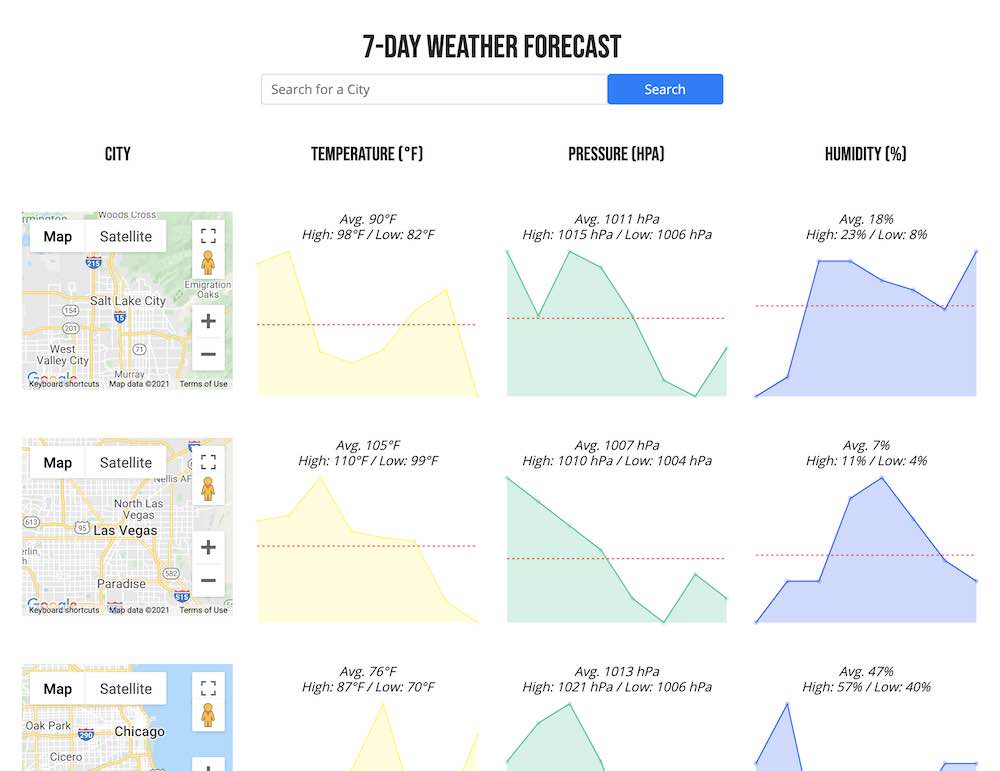 7-DAY WEATHER FORECAST
Search for a City
Search
CITY
TEMPERATURE (°F)
PRESSURE (HPA)
HUMIDITY (%)
Woods Cross
Map
Satellite
215
Emigration
Oaks
Salt Lake City
154
15
201
71
West
Valley City
Murray
Google
Keyboard shortcuts
Map data ©2021
Terms of Use
Avg. 90°F
High: 98°F / Low: 82°F
Avg. 1011 hPa
High: 1015 hPa / Low: 1006 hPa
Avg. 18%
High: 23% / Low: 8%
Map
Satellite
Nellis AF
North Las
Vegas
613
95
Las Vegas
Paradise
582
515
Google
Keyboard shortcuts
Map data ©2021
Terms of Use
Avg. 105°F
High: 110°F / Low: 99°F
Avg. 1007 hPa
High: 1010 hPa / Low: 1004 hPa
Avg. 7%
High: 11% / Low: 4%
Map
Satellite
Oak Park
290
Chicago
Cicero
Avg. 76°F
High: 87°F / Low: 70°F
Avg. 1013 hPa
High: 1021 hPa / Low: 1006 hPa
Avg. 47%
High: 57% / Low: 40%